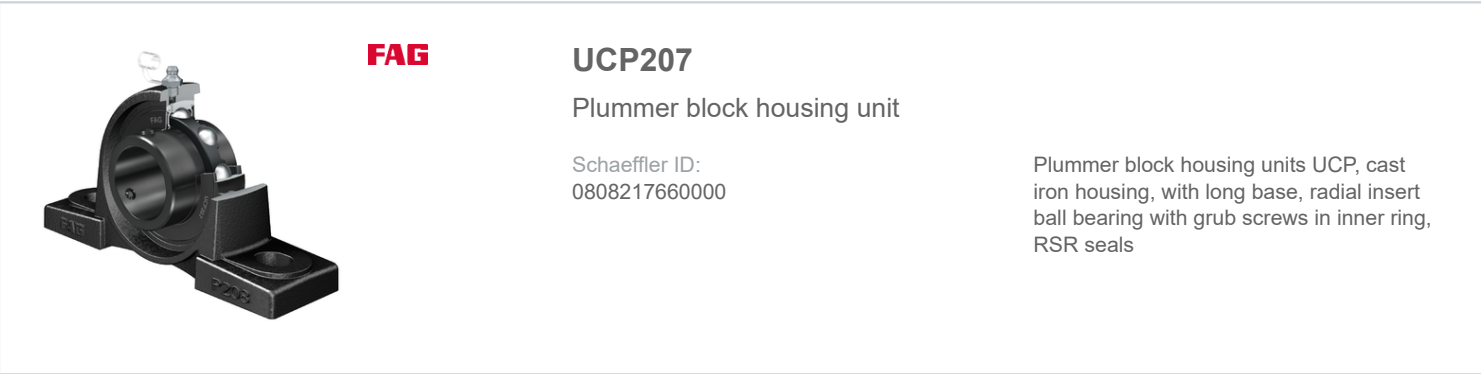 FAG
UCP207
Plummer block housing unit
Schaeffler ID:
0808217660000
Plummer block housing units UCP, cast
iron housing, with long base, radial insert
ball bearing with grub screws in inner ring,
RSR seals
FAG
FAG
P208